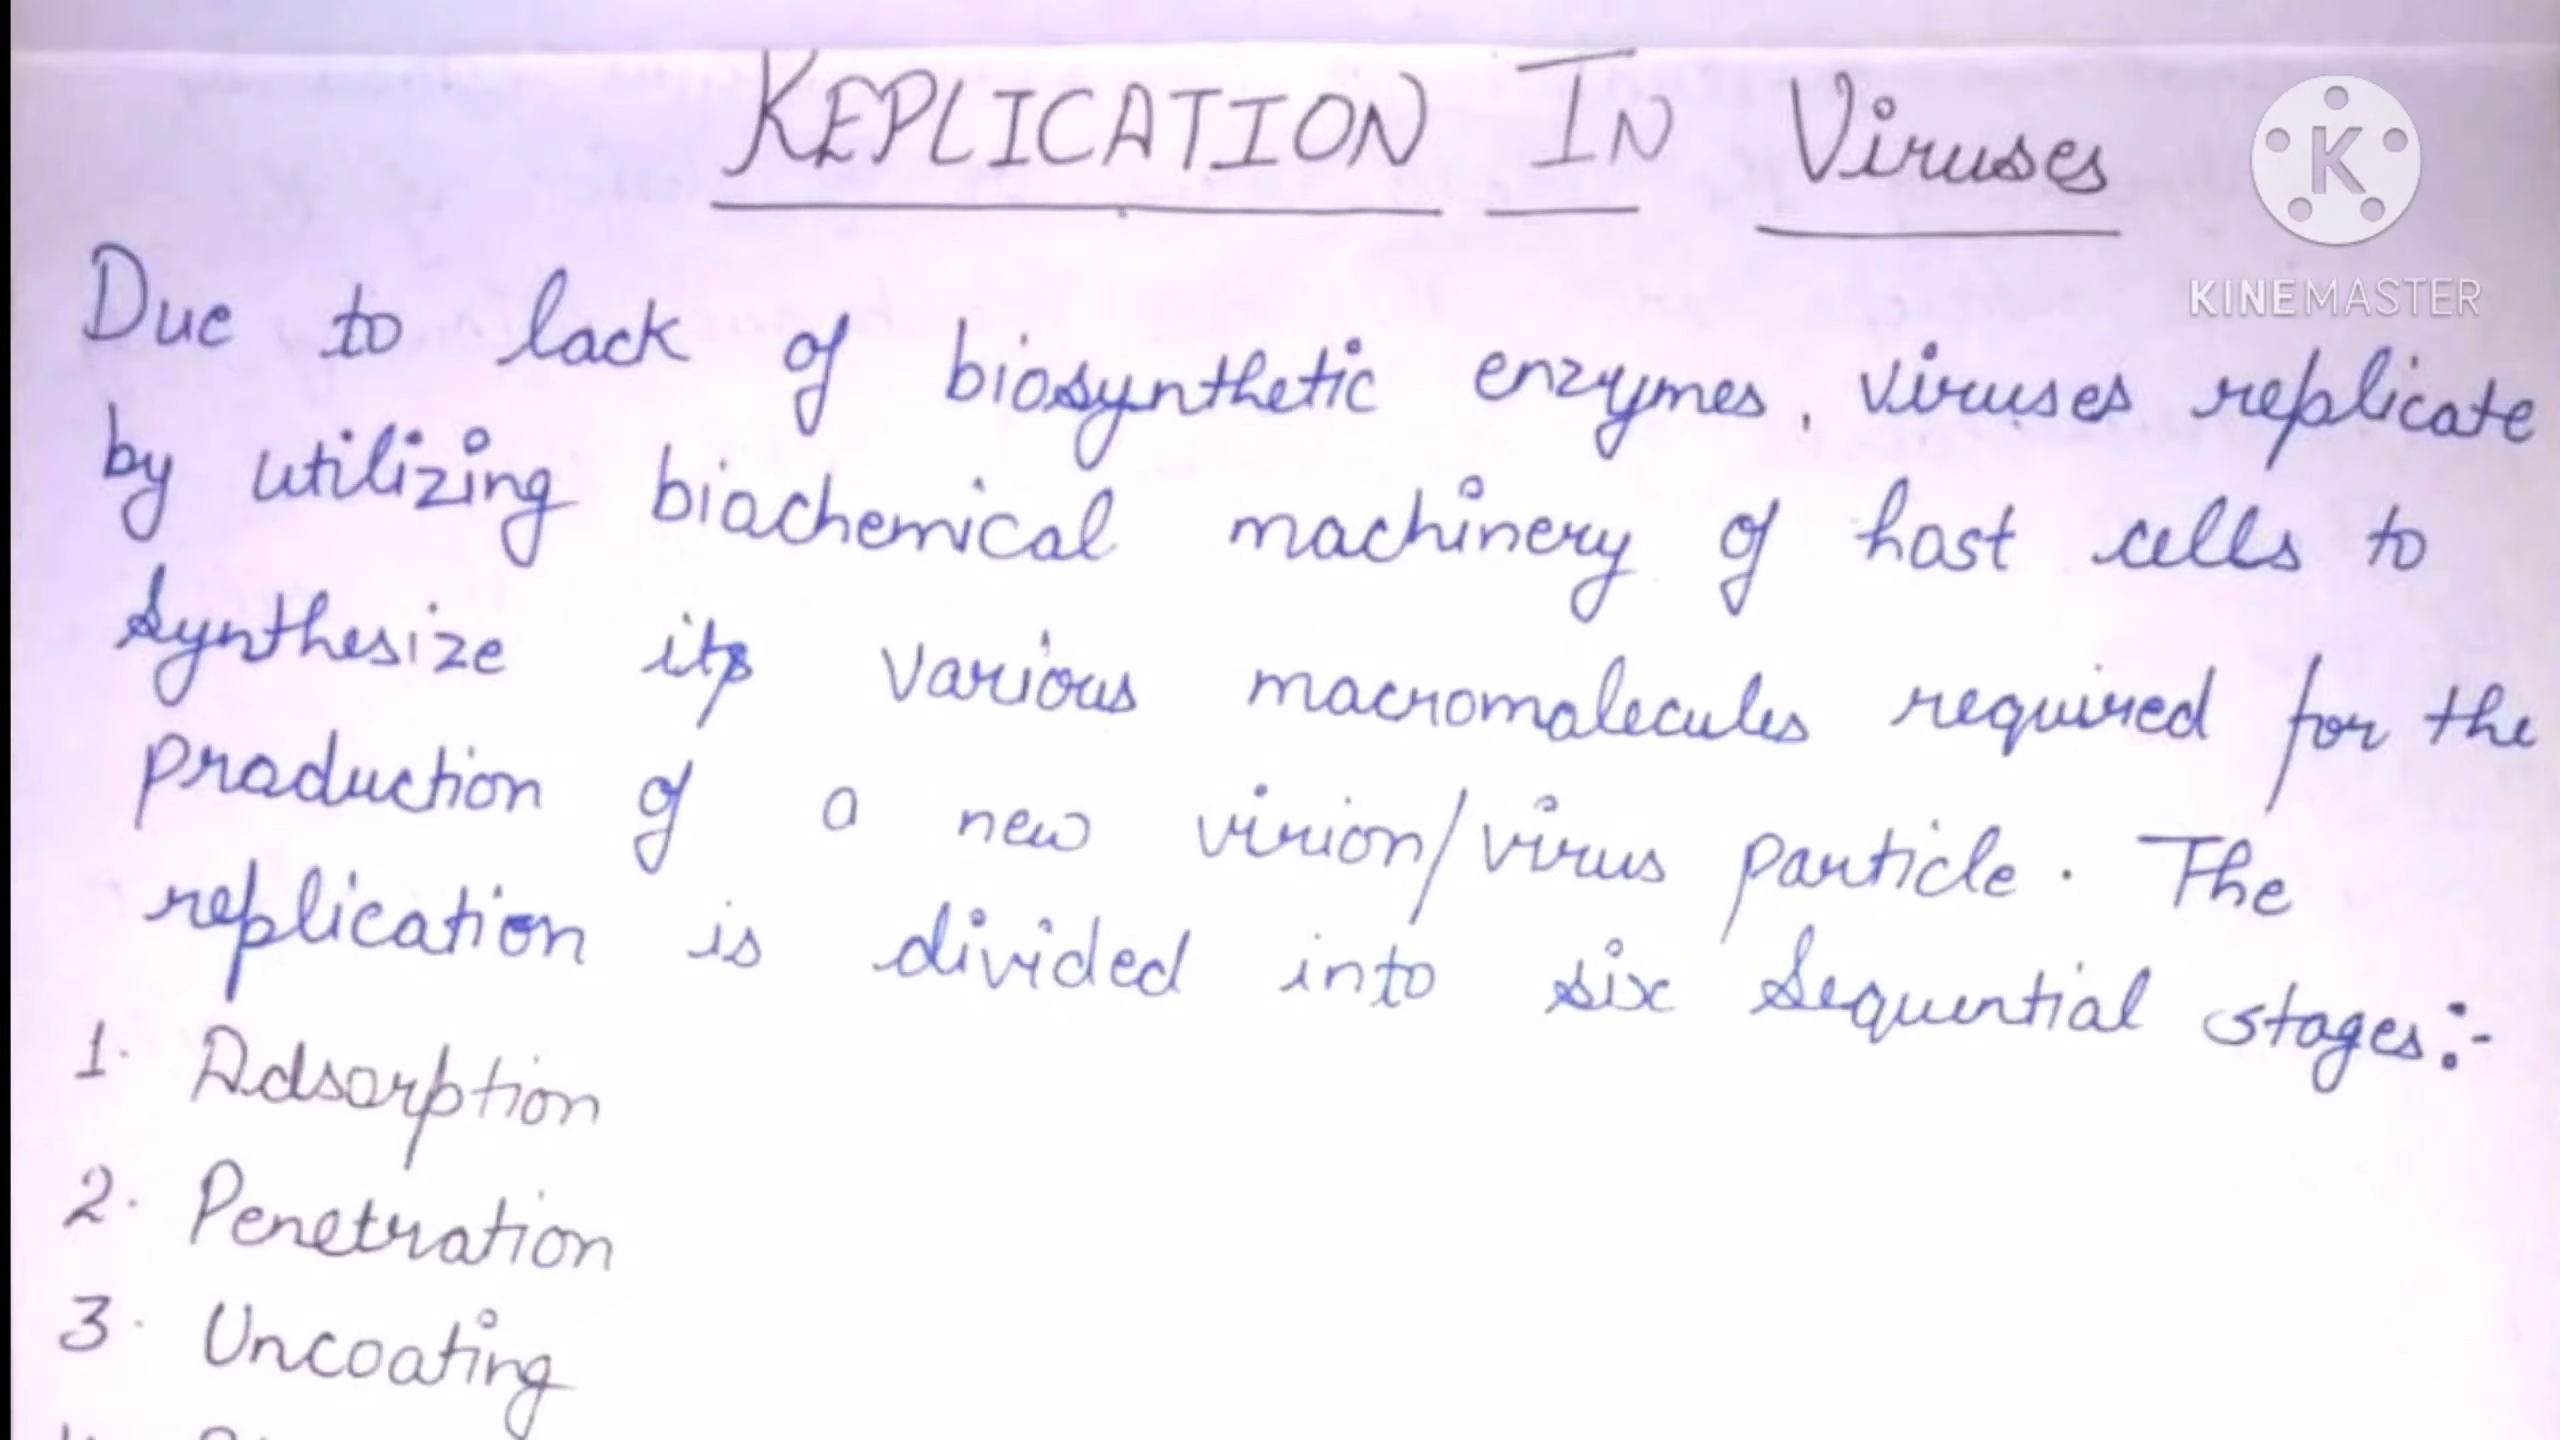 REPLICATION IN Viruses
K
KINEMASTER
Due to lack of biosynthetic enzymes, viruses replicate
by utilizing biochemical machinery of host cells to
synthesize its various macromolecules required for the
production of a new virion/virus particle. The
replication is divided into six sequential stages:-
1. Adsorption
2. Penetration
3. Uncoating